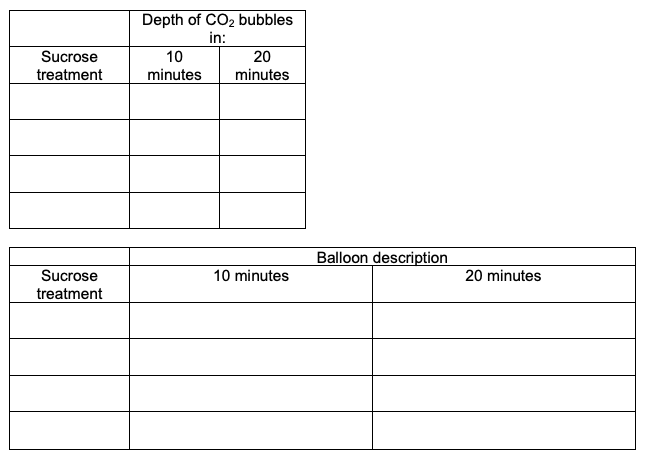 Depth of CO₂ bubbles
in:
Sucrose
treatment
10
minutes
20
minutes
Balloon description
Sucrose
treatment
10 minutes
20 minutes